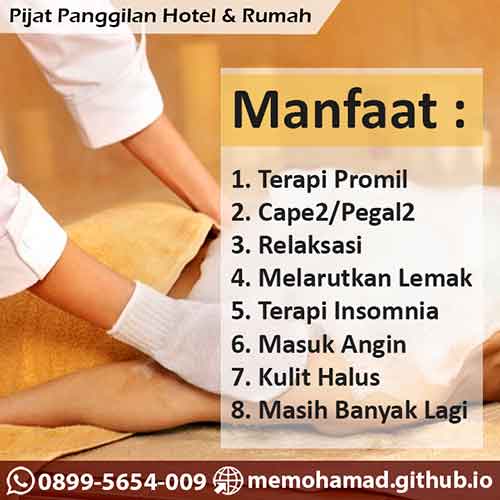 Pijat Panggilan Hotel & Rumah
Manfaat :
1. Terapi Promil
2. Cape2/Pegal2
3. Relaksasi
4. Melarutkan Lemak
5. Terapi Insomnia
6. Masuk Angin
7. Kulit Halus
8. Masih Banyak Lagi
0899-5654-009 memohamad.github.io